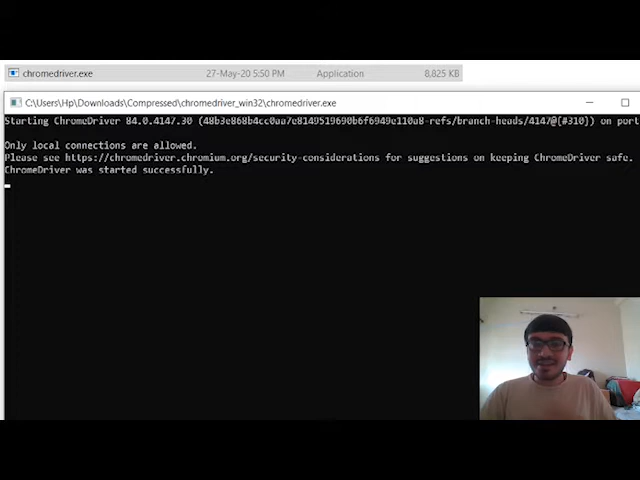 chromedriver.exe 27-May-20 5:50 PM Application 8,825 KB
C:\Users\Hp\Downloads\Compressed\chromedriver_win32\chromedriver.exe
Starting ChromeDriver 84.0.4147.30 (48b3e868b4cc0aa7e8149519690b6f6949e110a8-refs/branch-heads/4147@{#310}) on port
Only local connections are allowed.
Please see https://chromedriver.chromium.org/security-considerations for suggestions on keeping ChromeDriver safe.
ChromeDriver was started successfully.